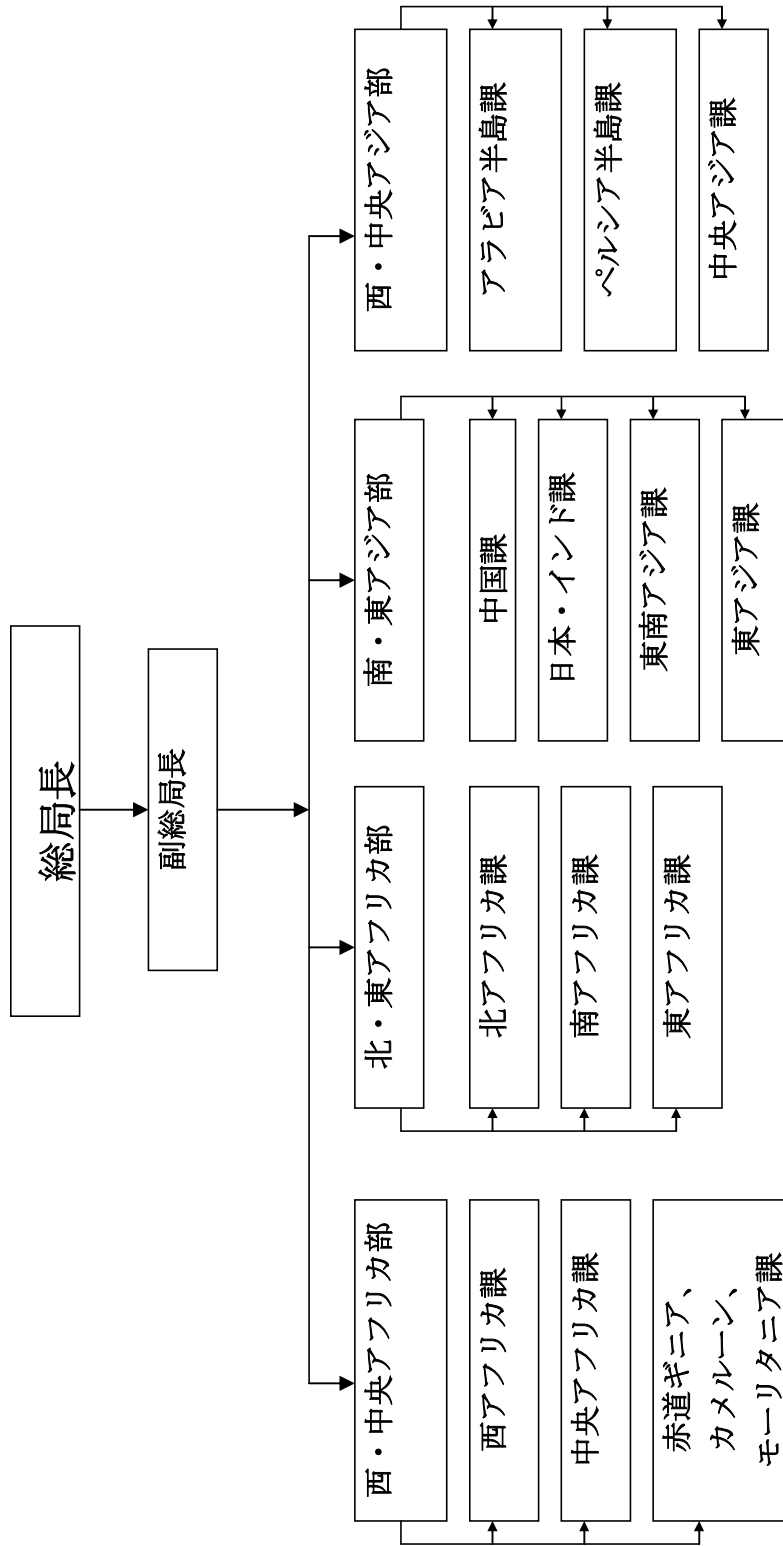 総局長
副総局長
西・中央アフリカ部
西アフリカ課
中央アフリカ課
赤道ギニア、
カメルーン、
モーリタニア課
北・東アフリカ部
北アフリカ課
南アフリカ課
東アフリカ課
南・東アジア部
中国課
日本・インド課
東南アジア課
東アジア課
西・中央アジア部
アラビア半島課
ペルシア半島課
中央アジア課